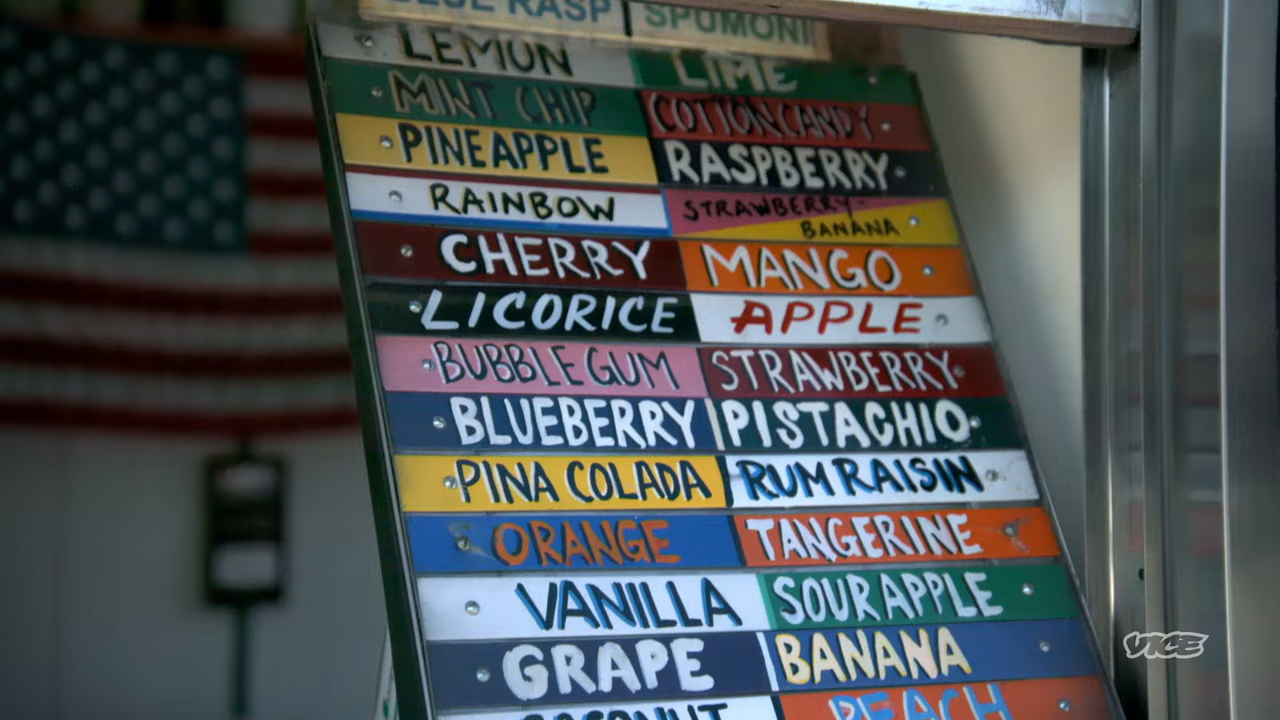 BLUE RASP SPUMONI
LEMON LIME
MINT CHIP COTTON CANDY
PINEAPPLE RASPBERRY
RAINBOW STRAWBERRY-
BANANA
CHERRY MANGO
LICORICE APPLE
BUBBLE GUM STRAWBERRY
BLUEBERRY PISTACHIO
PINA COLADA RUM RAISIN
ORANGE TANGERINE
VANILLA SOUR APPLE
GRAPE BANANA
COCONUT PEACH
VICE